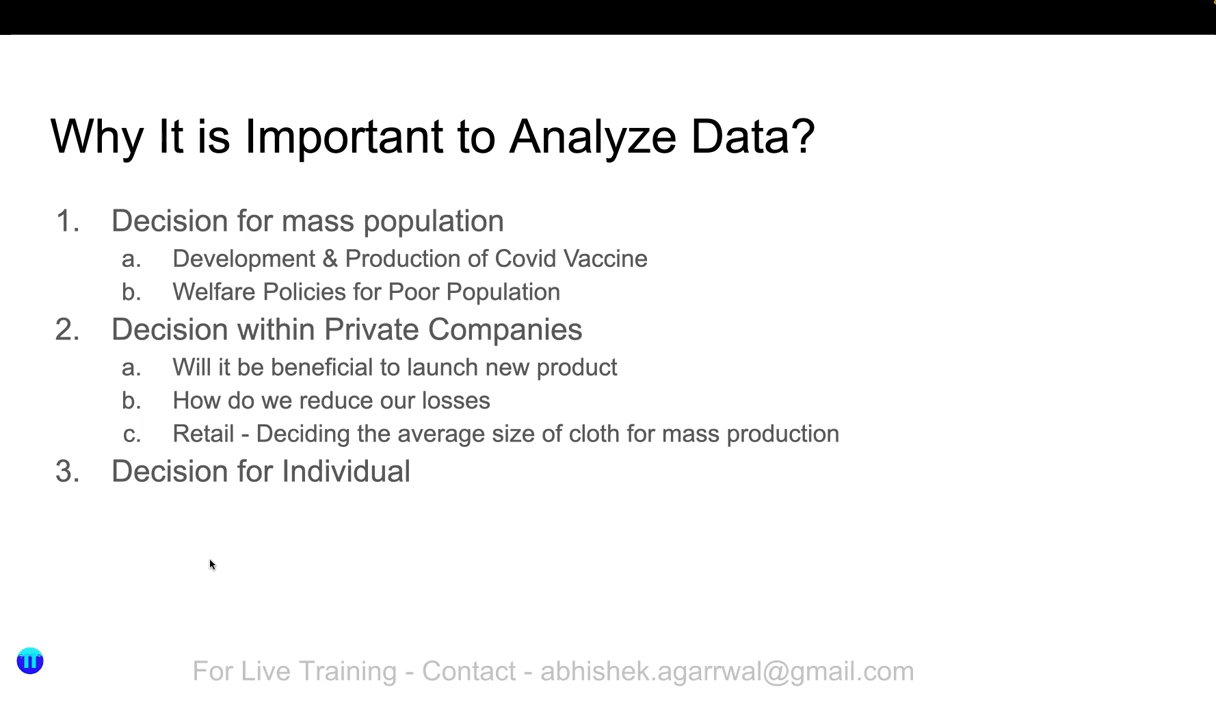 Why It is Important to Analyze Data?
1. Decision for mass population
a. Development & Production of Covid Vaccine
b. Welfare Policies for Poor Population
2. Decision within Private Companies
a. Will it be beneficial to launch new product
b. How do we reduce our losses
c. Retail - Deciding the average size of cloth for mass production
3. Decision for Individual
For Live Training - Contact - abhishek.agarrwal@gmail.com